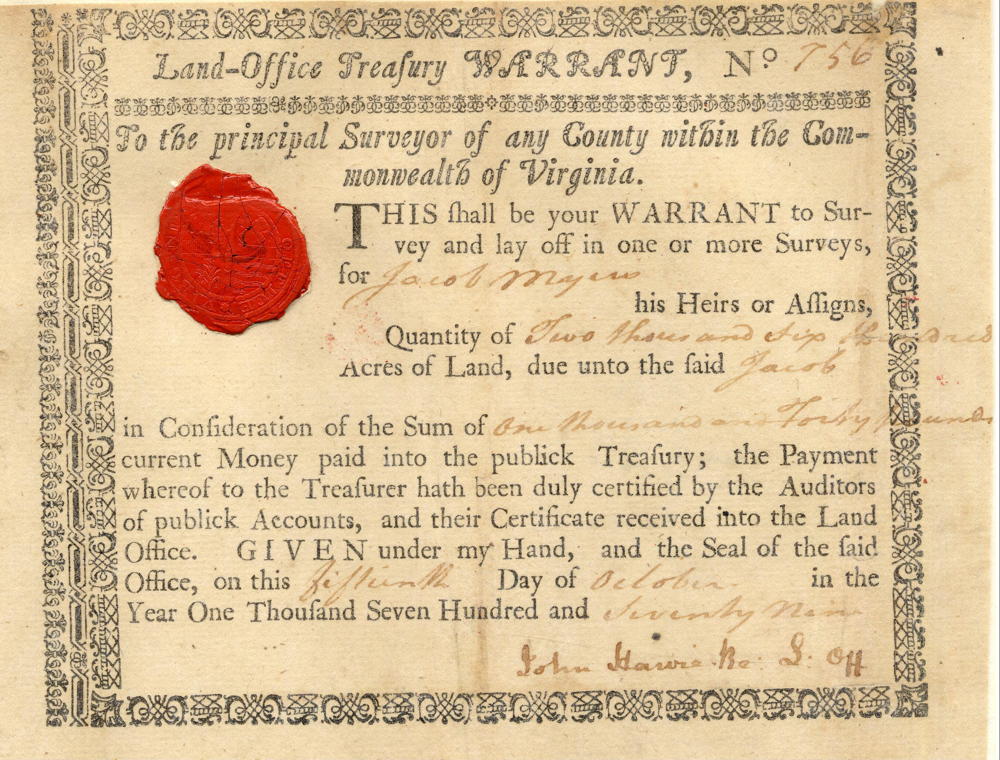 Land-Office Treaſury WARRANT, No. 756
To the principal Surveyor of any County within the Com-
monwealth of Virginia.
THIS ſhall be your WARRANT to Sur-
vey and lay off in one or more Surveys,
for Jacob Myers
his Heirs or Aſſigns,
Quantity of Two thousand six Hundred
Acres of Land, due unto the ſaid Jacob
in Conſideration of the Sum of One thousand and Forty pounds
current Money paid into the publick Treaſury; the Payment
whereof to the Treaſurer hath been duly certified by the Auditors
of publick Accounts, and their Certificate received into the Land
Office. GIVEN under my Hand, and the Seal of the ſaid
Office, on this fifteenth Day of October in the
Year One Thouſand Seven Hundred and Seventy Nine
John Harvie Re. L. Off